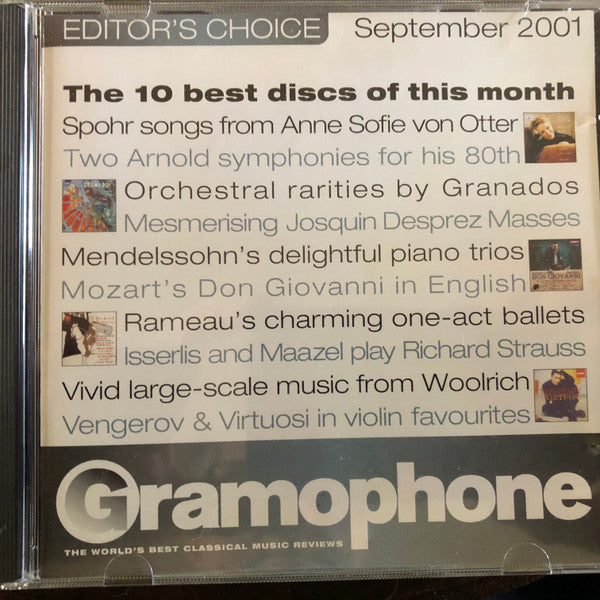 EDITOR'S CHOICE
September 2001
The 10 best discs of this month
Spohr songs from Anne Sofie von Otter
Two Arnold symphonies for his 80th
Orchestral rarities by Granados
Mesmerising Josquin Desprez Masses
Mendelssohn's delightful piano trios
Mozart's Don Giovanni in English
Rameau's charming one-act ballets
Isserlis and Maazel play Richard Strauss
Vivid large-scale music from Woolrich
Vengerov & Virtuosi in violin favourites
GRANADOS
DON GIOVANNI
Gramophone
THE WORLD'S BEST CLASSICAL MUSIC REVIEWS